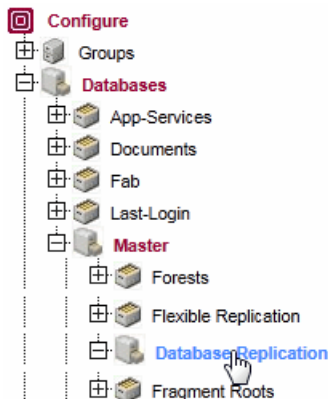 Configure
Groups
Databases
App-Services
Documents
Fab
Last-Login
Master
Forests
Flexible Replication
Database Replication
Fragment Roots